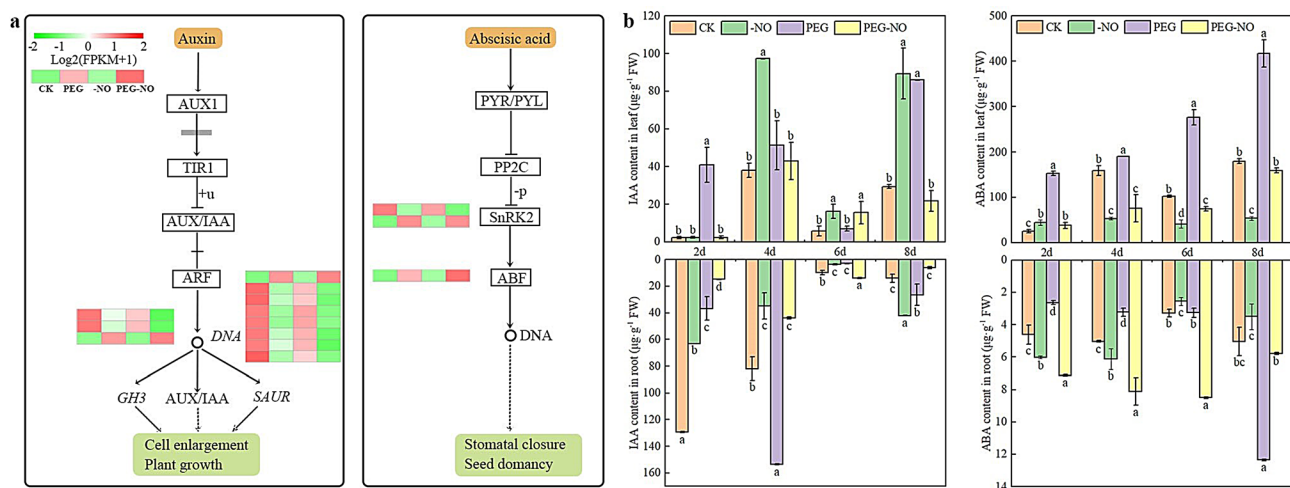 a
Auxin
-2 -1 0 1 2
Log2(FPKM+1)
CK PEG -NO PEG-NO
AUX1
TIR1
+u
AUX/IAA
ARF
DNA
GH3 AUX/IAA SAUR
Cell enlargement
Plant growth
Abscisic acid
PYR/PYL
PP2C
-p
SnRK2
ABF
DNA
Stomatal closure
Seed domancy
b
CK -NO PEG PEG-NO
IAA content in leaf (μg·g-1 FW)
120
100
80
60
40
20
0
b b a b
b a b b
b a b a
b a a b
2d 4d 6d 8d
IAA content in root (μg·g-1 FW)
0
20
40
60
80
100
120
140
160
a b c d
b c a c
b c c a
c a b c
CK -NO PEG PEG-NO
ABA content in leaf (μg·g-1 FW)
500
400
300
200
100
0
c b a b
b c a c
b d a c
b c a b
2d 4d 6d 8d
ABA content in root (μg·g-1 FW)
0
2
4
6
8
10
12
14
c b d a
c b d a
b c b a
bc c a b